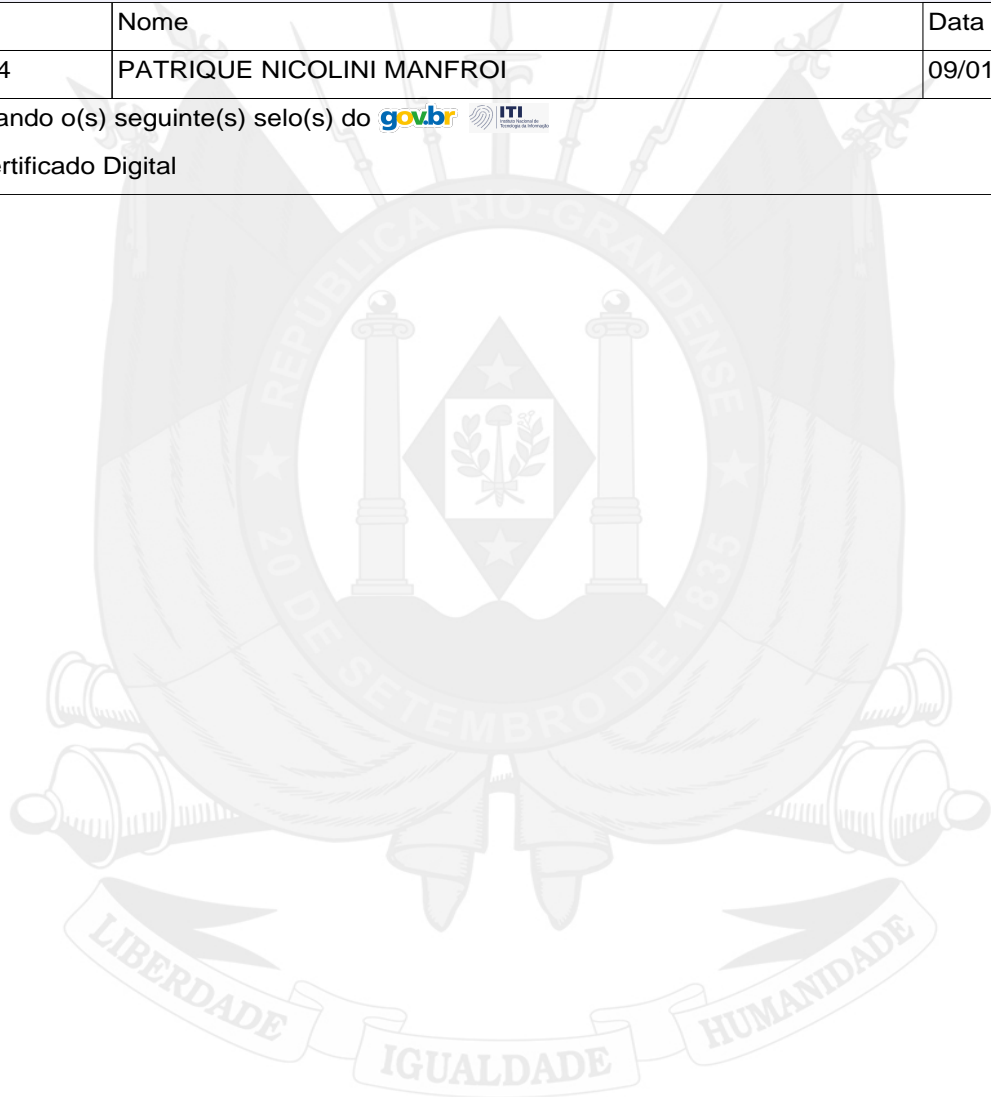 Nome Data
4 PATRIQUE NICOLINI MANFROI 09/01
ando o(s) seguinte(s) selo(s) do gov.br ITI
rtificado Digital
REPÚBLICA RIO-GRANDENSE
20 DE SETEMBRO DE 1835
LIBERDADE IGUALDADE HUMANIDADE